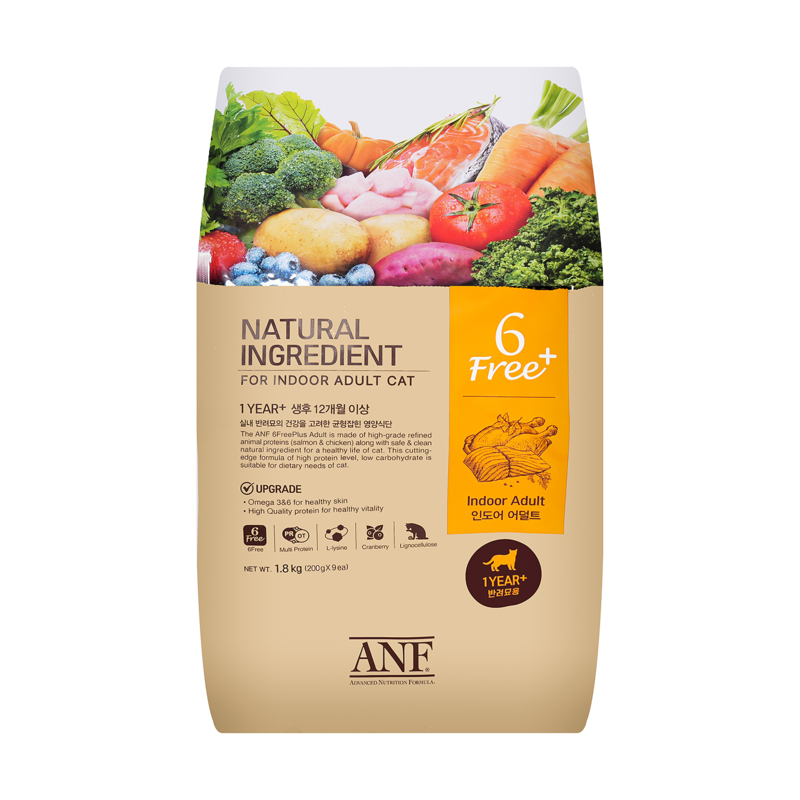 NATURAL
INGREDIENT
FOR INDOOR ADULT CAT
1 YEAR+ 생후 12개월 이상
실내 반려묘의 건강을 고려한 균형잡힌 영양식단
The ANF 6FreePlus Adult is made of high-grade refined
animal proteins (salmon & chicken) along with safe & clean
natural ingredient for a healthy life of cat. This cutting-
edge formula of high protein level, low carbohydrate is
suitable for dietary needs of cat.
UPGRADE
• Omega 3&6 for healthy skin
• High Quality protein for healthy vitality
6
Free
PR
OT
6Free
Multi Protein
L-lysine
Cranberry
Lignocellulose
NET WT. 1.8 kg (200g X 9 ea)
6
Free+
Indoor Adult
인도어 어덜트
1 YEAR+
반려묘용
ANF®
ADVANCED NUTRITION FORMULA®